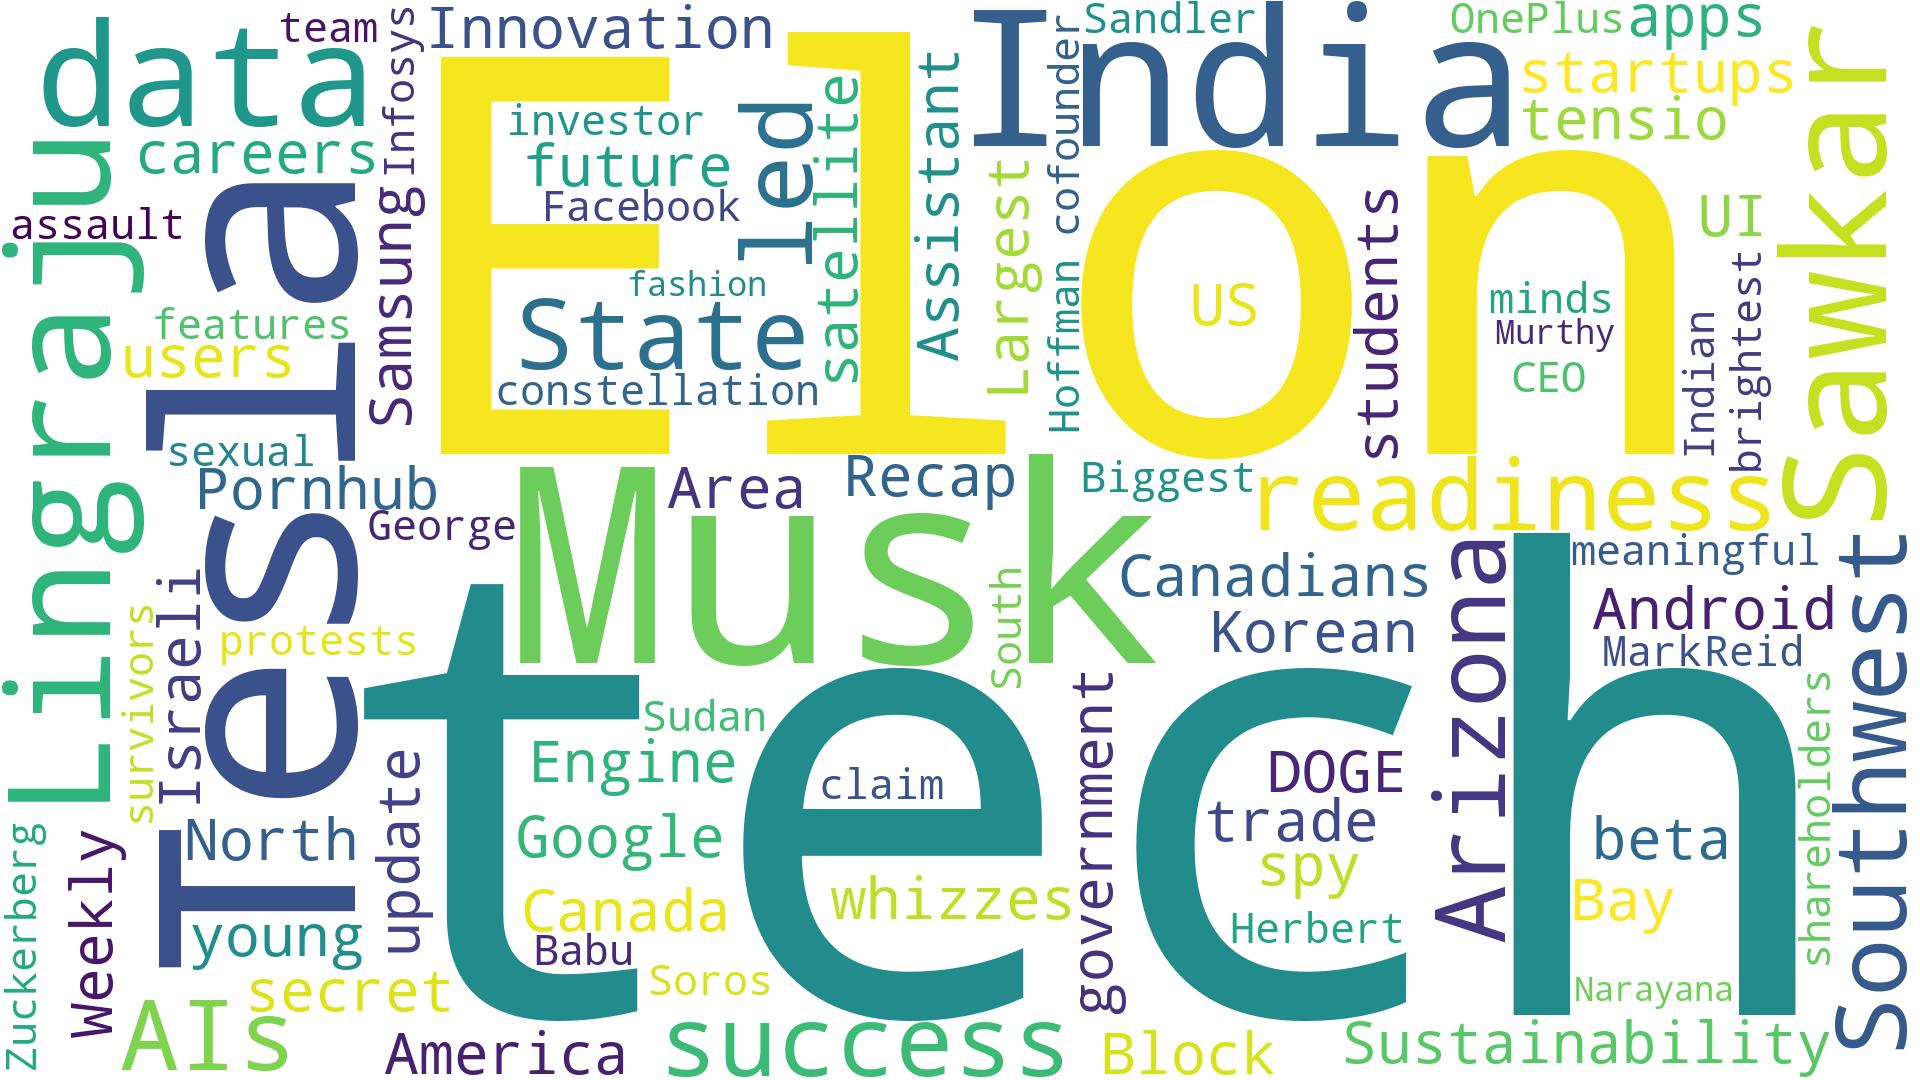 team
data
careers
assault
Lingrajud
Tesla
Infosys
Samsung
Innovation
Elon
investor
future
Facebook
led
satellite
fashion
State
constellation
Assistant
Largest
India
cofounder
Hoffman
Sandler
OnePlus
apps
startups
tensio
Sawkar
UI
US
students
minds
Murthy
CEO
Indian
brightest
features
users
sexual
Pornhub
George
Musk
Area
Recap
Biggest
readiness
South
Canadians
Korean
Arizona
meaningful
Android
MarkReid
Southwest
shareholders
survivors
Israeli
protests
tech
Sudan
Engine
claim
Google
Canada
whizzes
Babu
Soros
government
DOGE
trade
spy
Herbert
beta
Bay
Narayana
North
update
young
secret
Zuckerberg
Weekly
AIs
America
success
Block
Sustainability